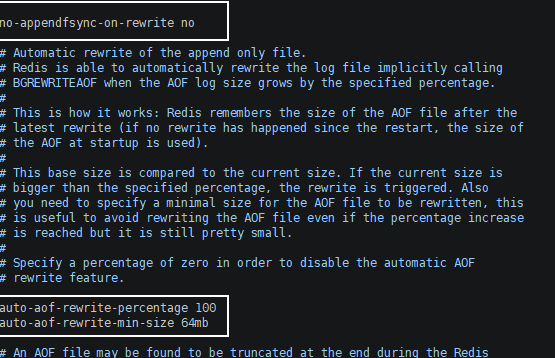 no-appendfsync-on-rewrite no
# Automatic rewrite of the append only file.
# Redis is able to automatically rewrite the log file implicitly calling
# BGREWRITEAOF when the AOF log size grows by the specified percentage.
#
# This is how it works: Redis remembers the size of the AOF file after the
# latest rewrite (if no rewrite has happened since the restart, the size of
# the AOF at startup is used).
#
# This base size is compared to the current size. If the current size is
# bigger than the specified percentage, the rewrite is triggered. Also
# you need to specify a minimal size for the AOF file to be rewritten, this
# is useful to avoid rewriting the AOF file even if the percentage increase
# is reached but it is still pretty small.
#
# Specify a percentage of zero in order to disable the automatic AOF
# rewrite feature.
auto-aof-rewrite-percentage 100
auto-aof-rewrite-min-size 64mb
# An AOF file may be found to be truncated at the end during the Redis